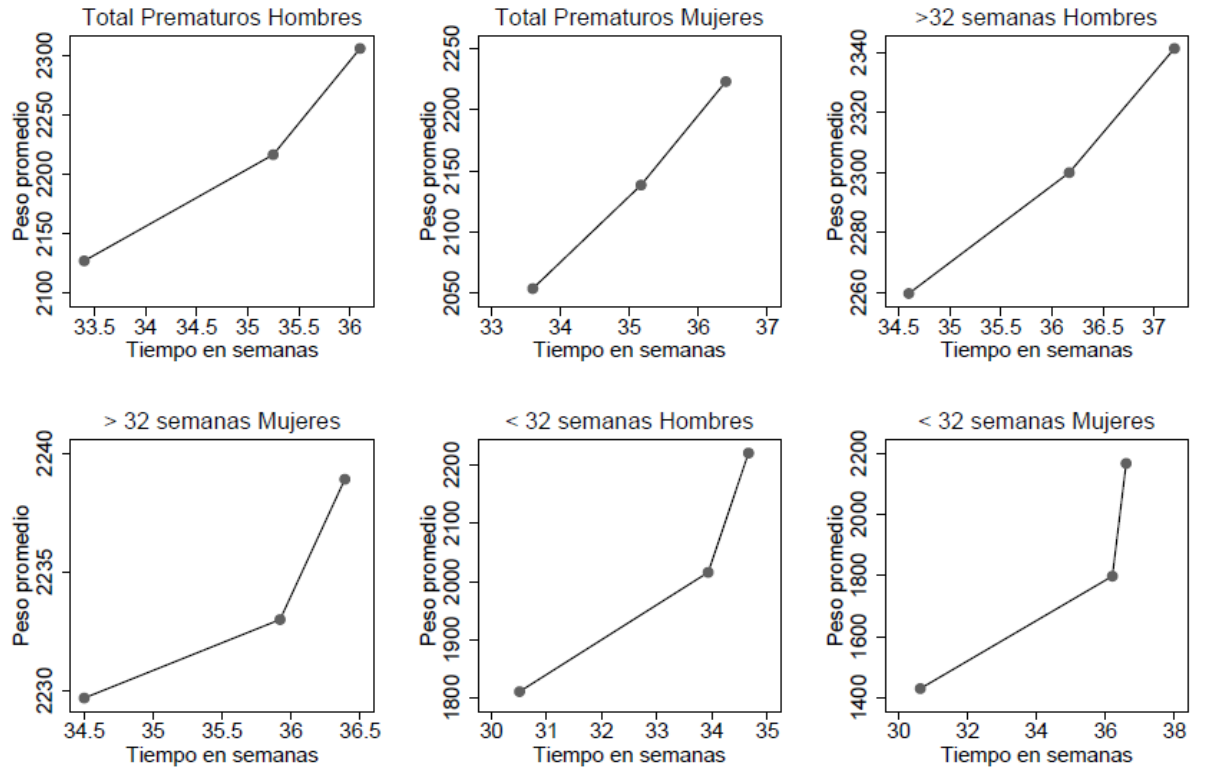 Total Prematuros Hombres
Peso promedio
2100 2150 2200 2250 2300
33.5 34 34.5 35 35.5 36
Tiempo en semanas
Total Prematuros Mujeres
Peso promedio
2050 2100 2150 2200 2250
33 34 35 36 37
Tiempo en semanas
>32 semanas Hombres
Peso promedio
2260 2280 2300 2320 2340
34.5 35 35.5 36 36.5 37
Tiempo en semanas
> 32 semanas Mujeres
Peso promedio
2230 2235 2240
34.5 35 35.5 36 36.5
Tiempo en semanas
< 32 semanas Hombres
Peso promedio
1800 1900 2000 2100 2200
30 31 32 33 34 35
Tiempo en semanas
< 32 semanas Mujeres
Peso promedio
1400 1600 1800 2000 2200
30 32 34 36 38
Tiempo en semanas